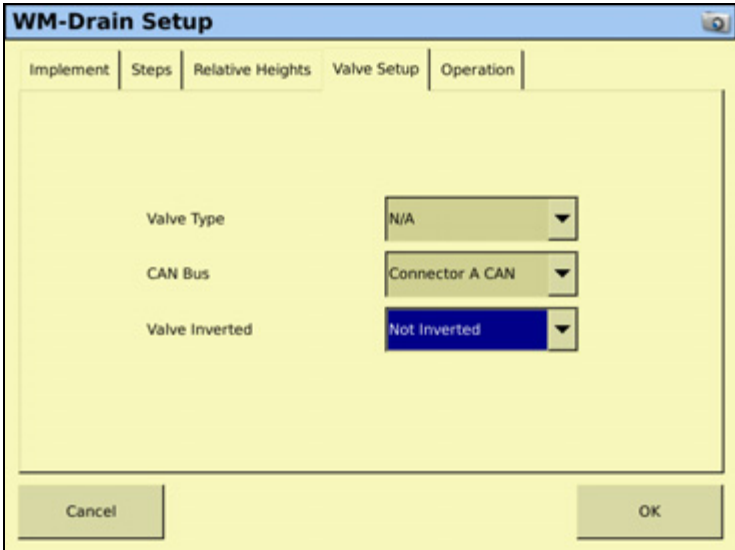 WM-Drain Setup
Implement Steps Relative Heights Valve Setup Operation
Valve Type N/A
CAN Bus Connector A CAN
Valve Inverted Not Inverted
Cancel OK